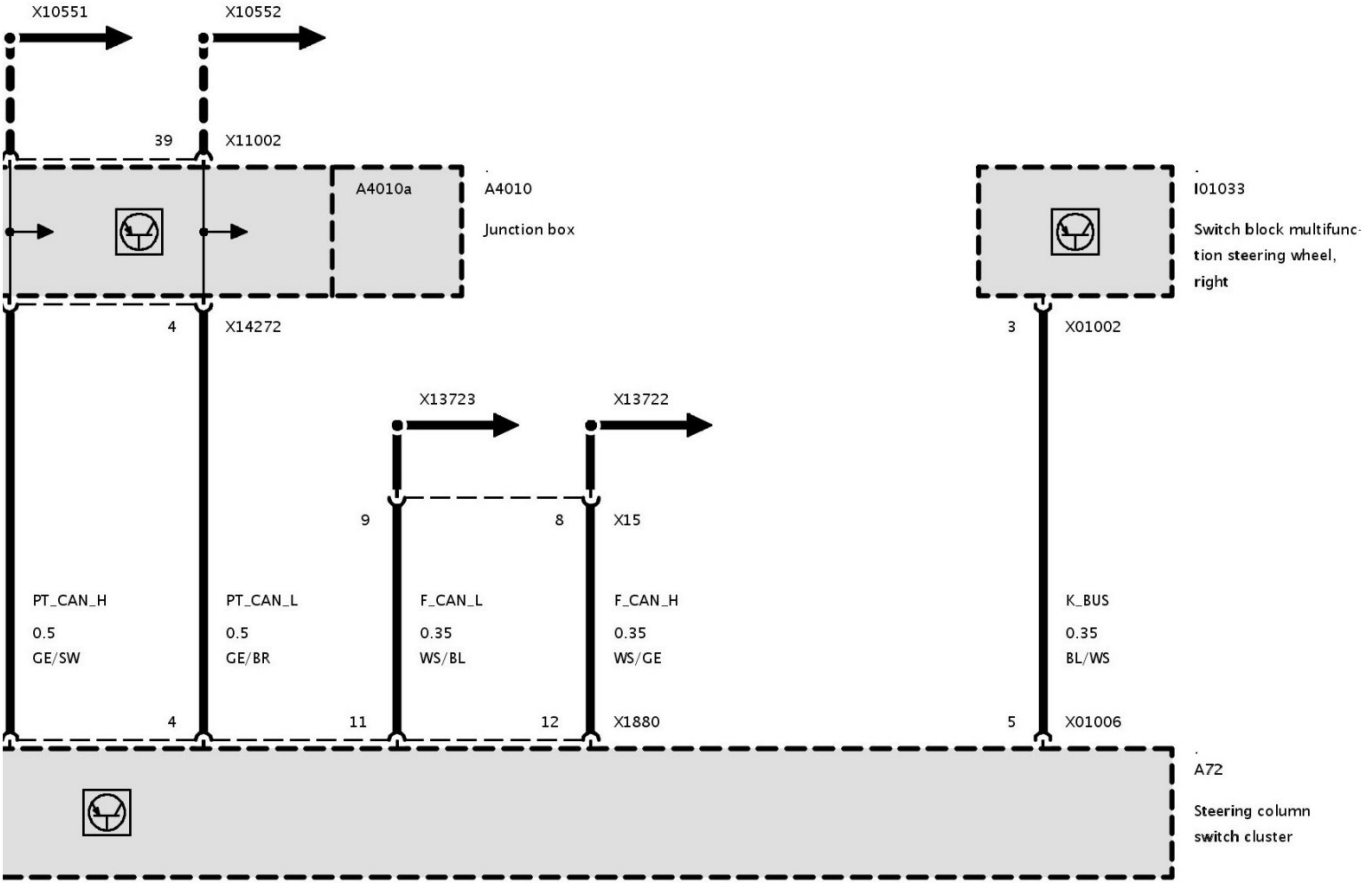 X10551
X10552
39
X11002
A4010a
A4010
Junction box
I01033
Switch block multifunc-
tion steering wheel,
right
4
X14272
3
X01002
X13723
X13722
9
8
X15
PT_CAN_H
0.5
GE/SW
PT_CAN_L
0.5
GE/BR
F_CAN_L
0.35
WS/BL
F_CAN_H
0.35
WS/GE
K_BUS
0.35
BL/WS
4
11
12
X1880
5
X01006
A72
Steering column
switch cluster